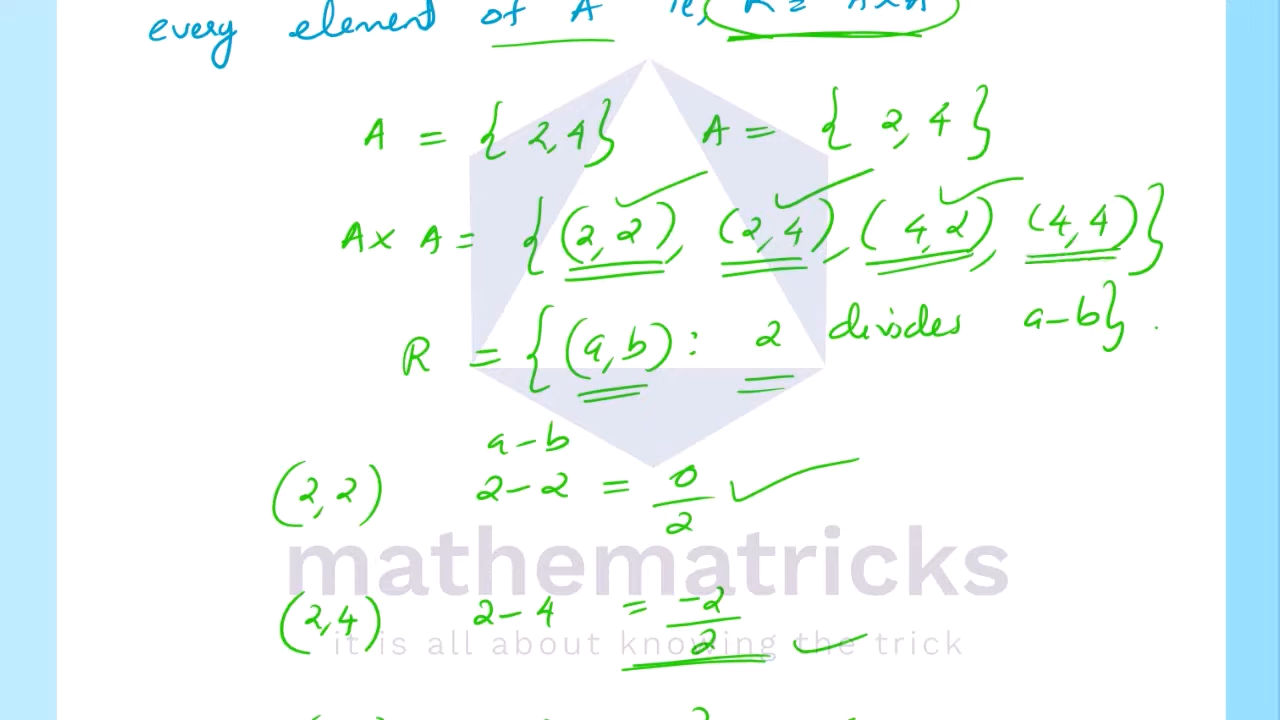 every element of A ie, R = A×A
A = {2,4} A = {2,4}
A× A = {(2,2), (2,4), (4,2), (4,4)}
R = {(a,b) : 2 divides a-b}.
a-b
(2,2) 2-2 = 0/2 ✓
mathematricks
(2,4) 2-4 = -2/2 ✓
it is all about knowing the trick